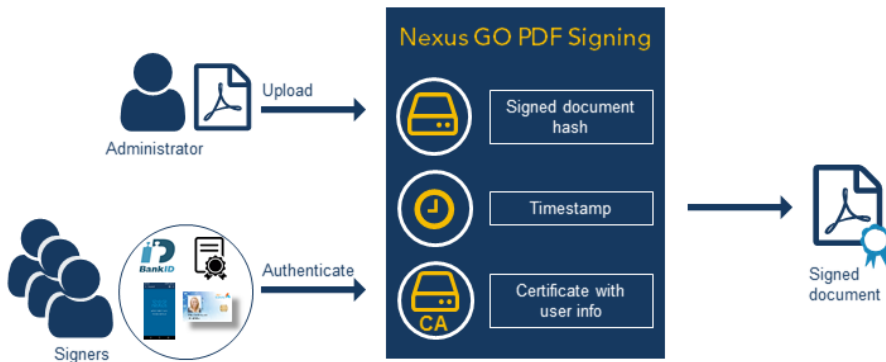 Nexus GO PDF Signing
Upload
Administrator
Signed document
hash
Timestamp
BankID
Authenticate
Signers
Certificate with
user info
CA
Signed
document